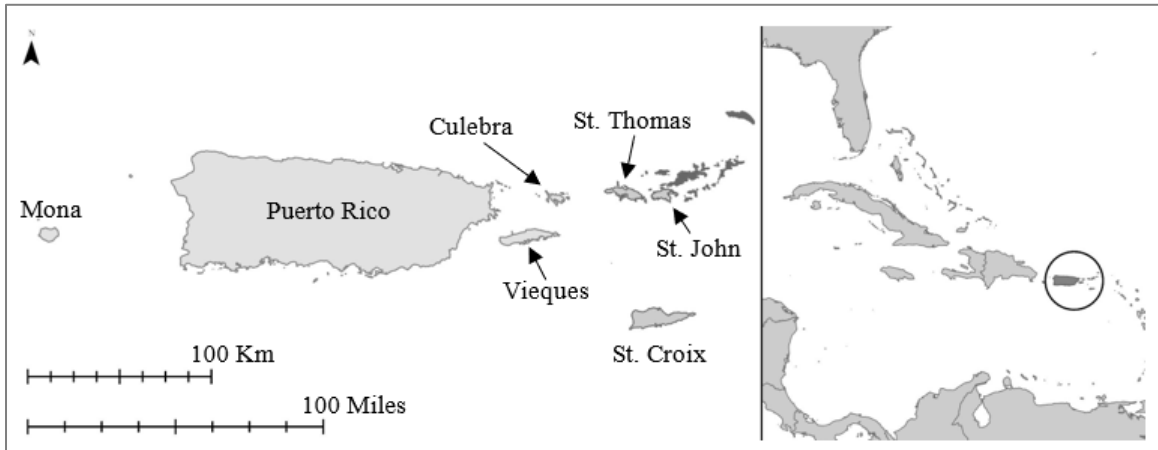 N
Culebra
St. Thomas
Mona
Puerto Rico
St. John
Vieques
St. Croix
100 Km
100 Miles